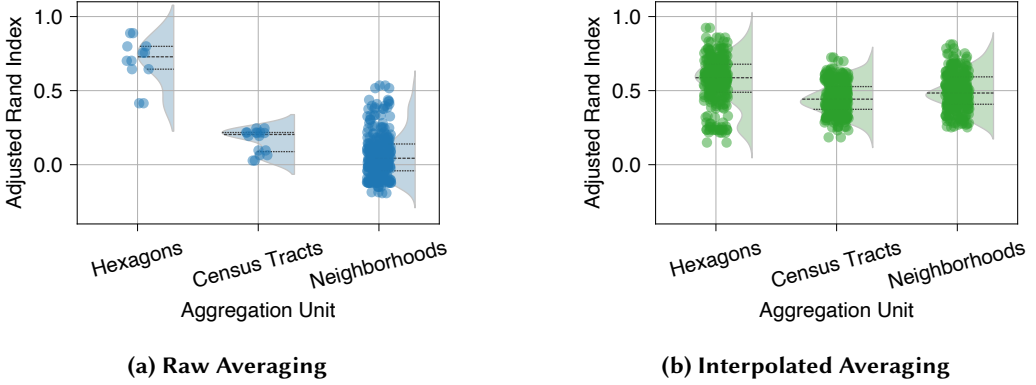 Adjusted Rand Index
1.0
0.5
0.0
Hexagons
Census Tracts
Neighborhoods
Aggregation Unit
(a) Raw Averaging
Adjusted Rand Index
1.0
0.5
0.0
Hexagons
Census Tracts
Neighborhoods
Aggregation Unit
(b) Interpolated Averaging